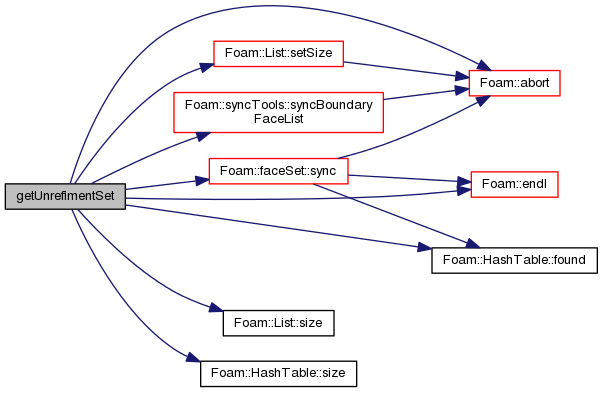 Foam::List::setSize
Foam::abort
Foam::syncTools::syncBoundary
FaceList
Foam::faceSet::sync
Foam::endl
getUnrefimentSet
Foam::HashTable::found
Foam::List::size
Foam::HashTable::size